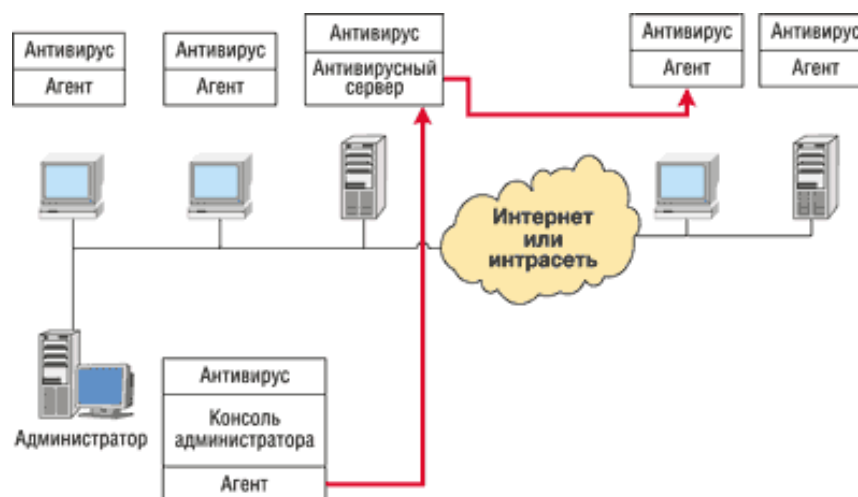 Антивирус
Агент
Антивирус
Агент
Антивирус
Антивирусный
сервер
Антивирус
Агент
Антивирус
Агент
Интернет
или
интрасеть
Администратор
Антивирус
Консоль
администратора
Агент